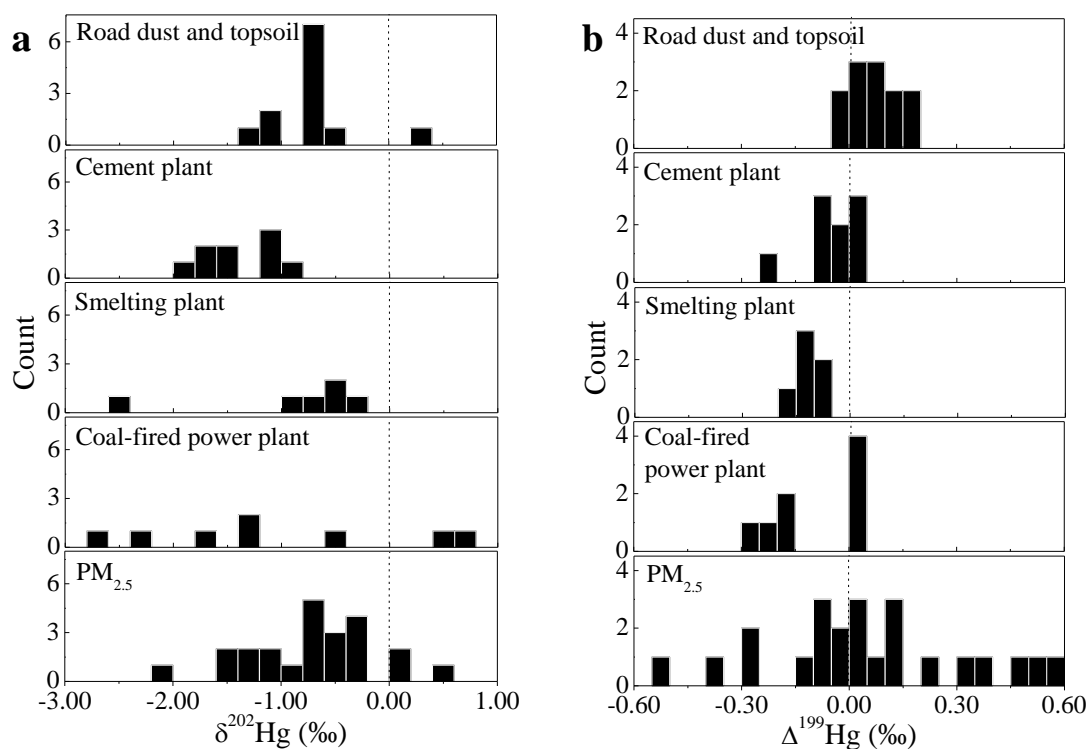 a
Road dust and topsoil
6
3
0
Cement plant
6
3
0
Smelting plant
6
3
0
Coal-fired power plant
6
3
0
PM2.5
6
3
0
Count
-3.00 -2.00 -1.00 0.00 1.00
δ202Hg (‰)
b
Road dust and topsoil
4
2
0
Cement plant
4
2
0
Smelting plant
4
2
0
Coal-fired
power plant
4
2
0
PM2.5
4
2
0
Count
-0.60 -0.30 0.00 0.30 0.60
Δ199Hg (‰)